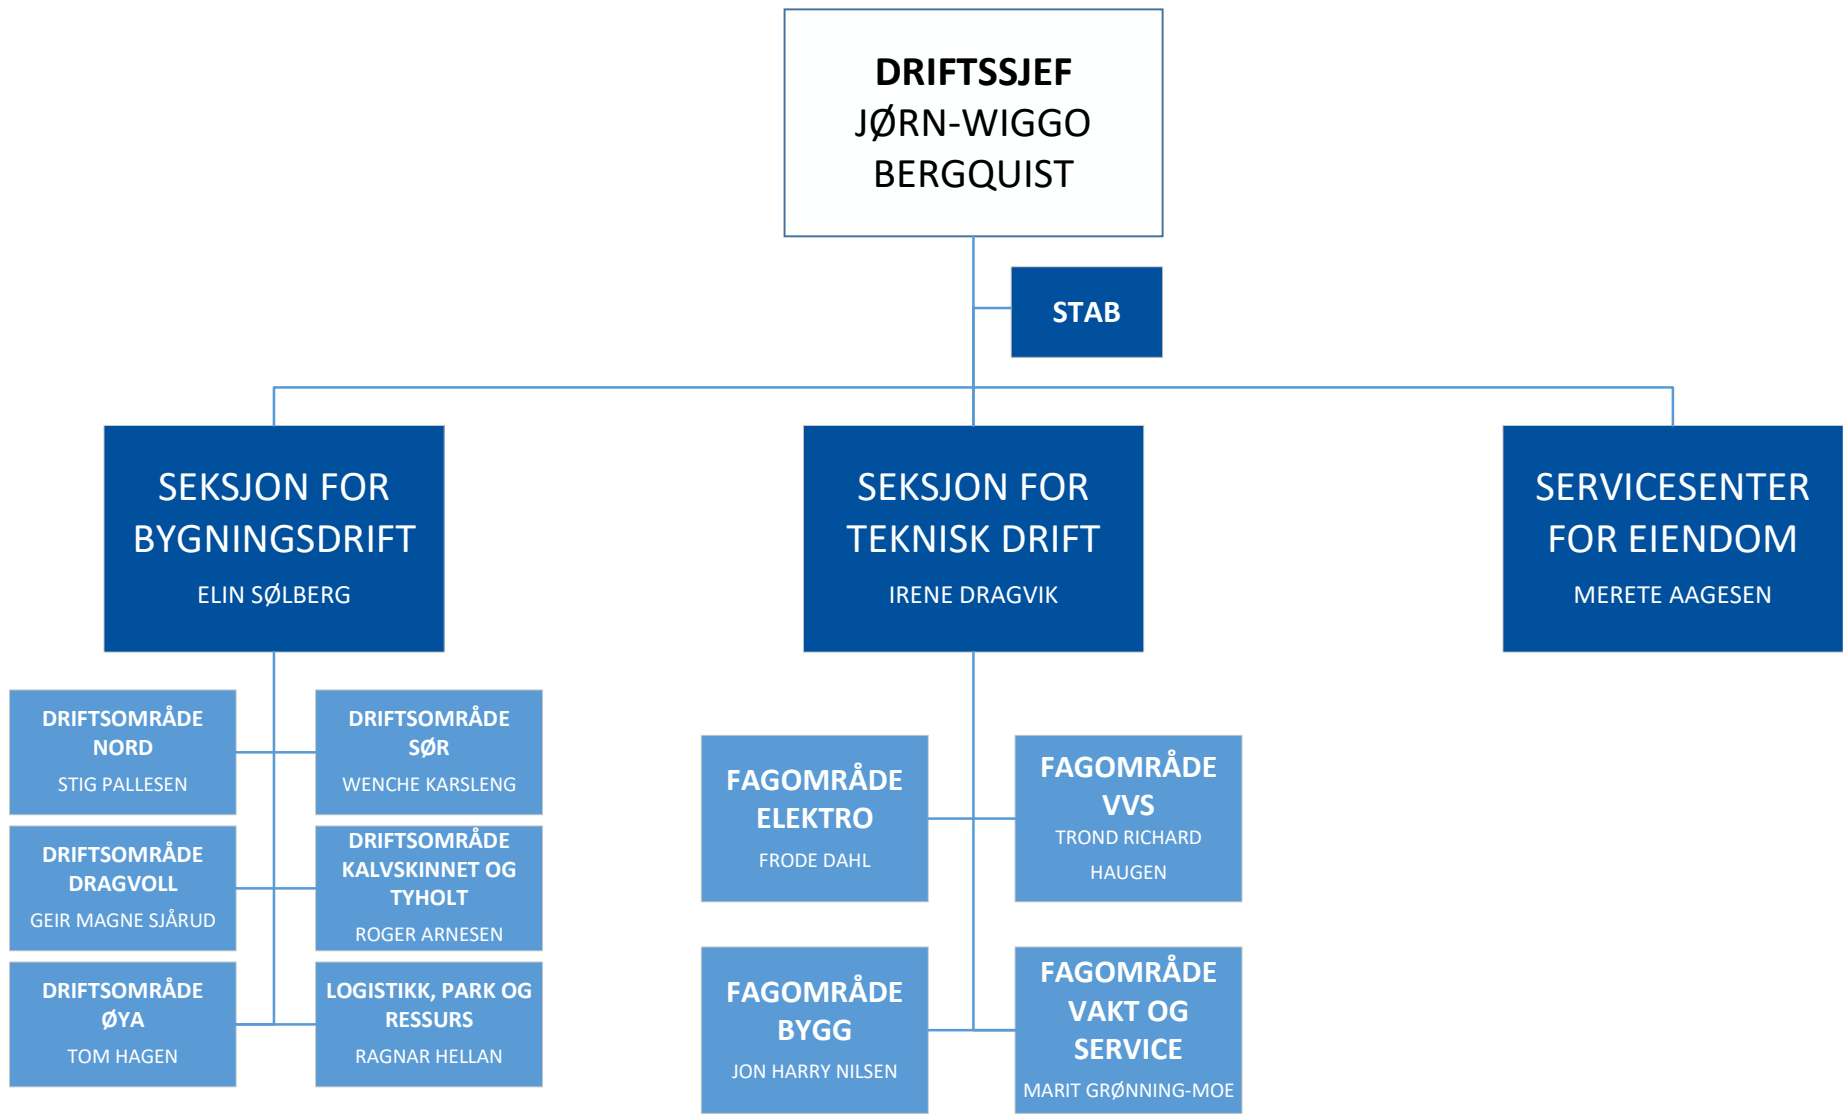 DRIFTSSJEF
JØRN-WIGGO
BERGQUIST
STAB
SEKSJON FOR
BYGNINGSDRIFT
ELIN SØLBERG
SEKSJON FOR
TEKNISK DRIFT
IRENE DRAGVIK
SERVICESENTER
FOR EIENDOM
MERETE AAGESEN
DRIFTSOMRÅDE
NORD
STIG PALLESEN
DRIFTSOMRÅDE
SØR
WENCHE KARSLENG
DRIFTSOMRÅDE
DRAGVOLL
GEIR MAGNE SJÅRUD
DRIFTSOMRÅDE
KALVSKINNET OG
TYHOLT
ROGER ARNESEN
DRIFTSOMRÅDE
ØYA
TOM HAGEN
LOGISTIKK, PARK OG
RESSURS
RAGNAR HELLAN
FAGOMRÅDE
ELEKTRO
FRODE DAHL
FAGOMRÅDE
VVS
TROND RICHARD
HAUGEN
FAGOMRÅDE
BYGG
JON HARRY NILSEN
FAGOMRÅDE
VAKT OG
SERVICE
MARIT GRØNNING-MOE